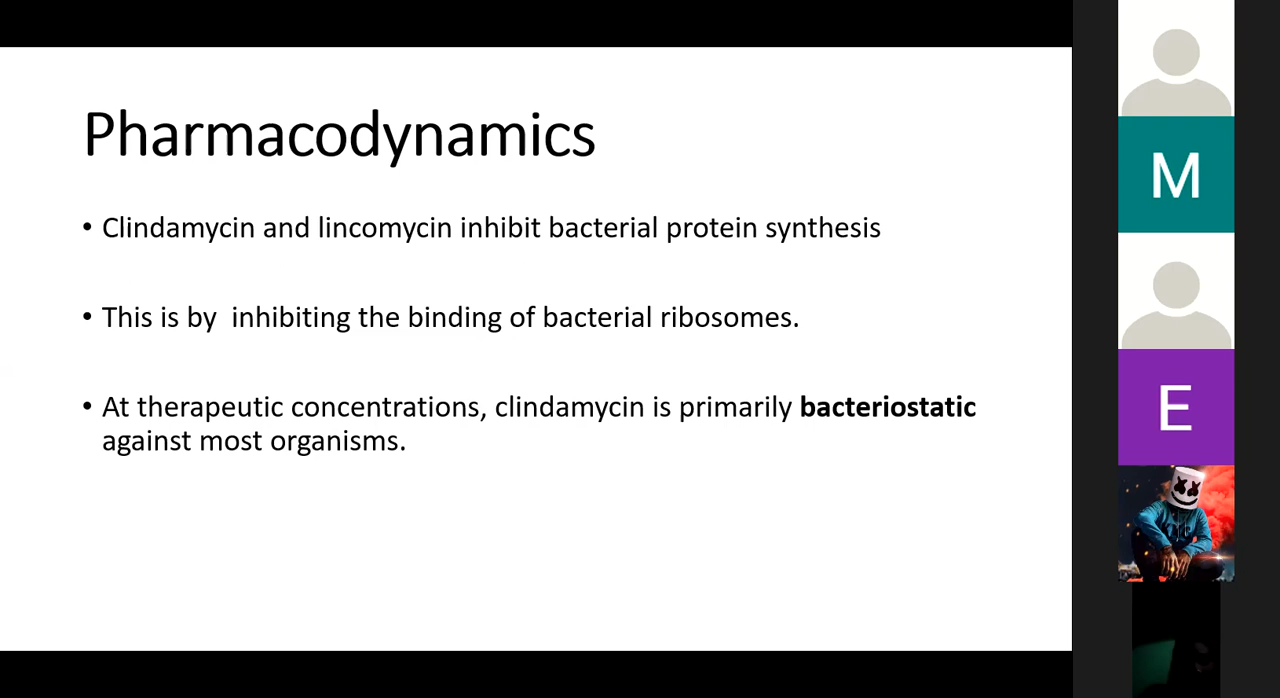 Pharmacodynamics
• Clindamycin and lincomycin inhibit bacterial protein synthesis
• This is by  inhibiting the binding of bacterial ribosomes.
• At therapeutic concentrations, clindamycin is primarily bacteriostatic
against most organisms.
M
E